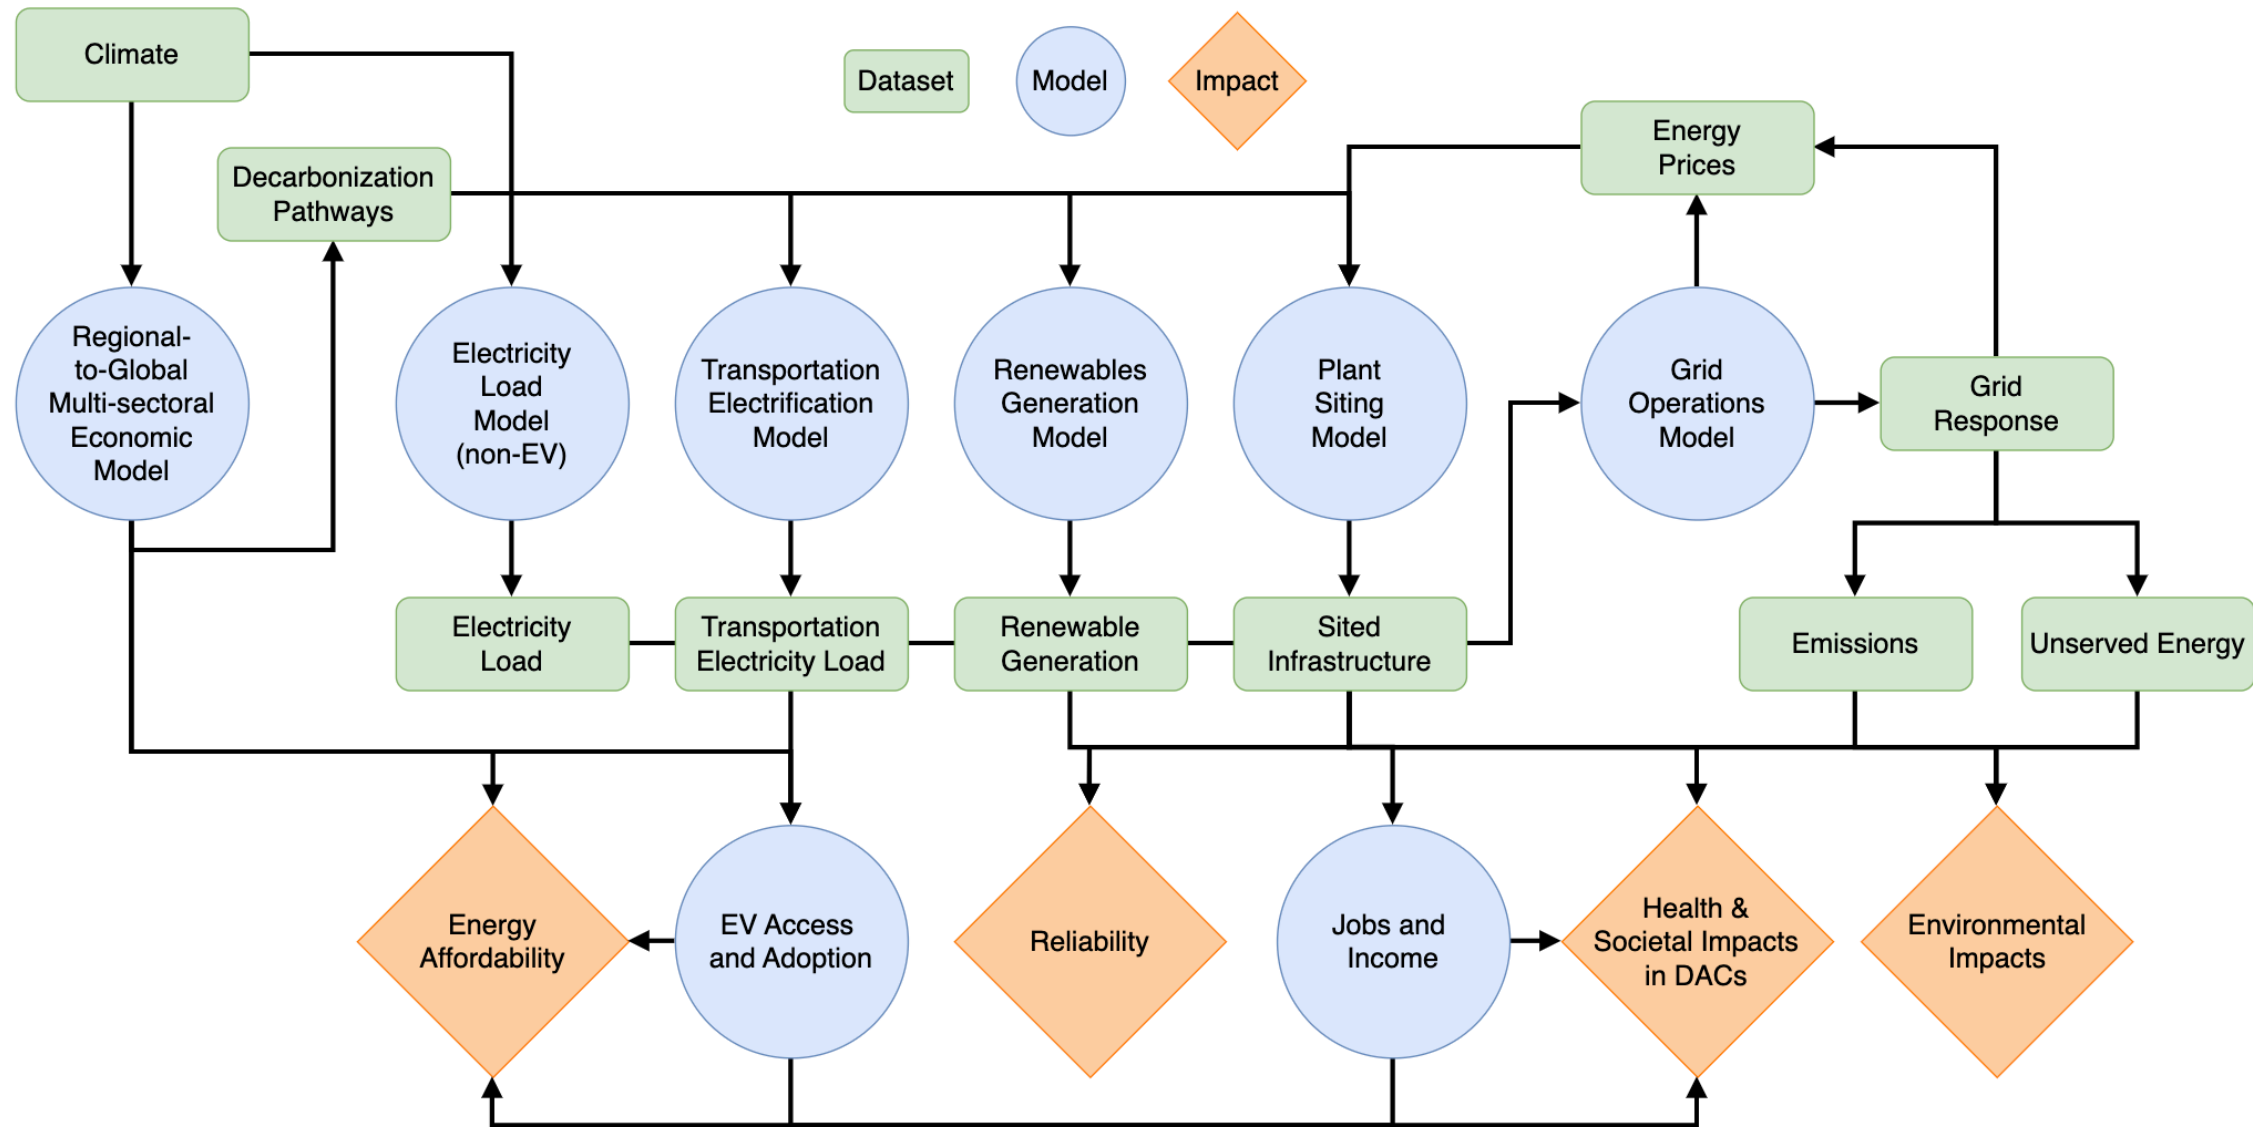 Climate
Dataset
Model
Impact
Energy
Prices
Decarbonization
Pathways
Regional-
to-Global
Multi-sectoral
Economic
Model
Electricity
Load
Model
(non-EV)
Transportation
Electrification
Model
Renewables
Generation
Model
Plant
Siting
Model
Grid
Operations
Model
Grid
Response
Electricity
Load
Transportation
Electricity Load
Renewable
Generation
Sited
Infrastructure
Emissions
Unserved Energy
Energy
Affordability
EV Access
and Adoption
Reliability
Jobs and
Income
Health &
Societal Impacts
in DACs
Environmental
Impacts